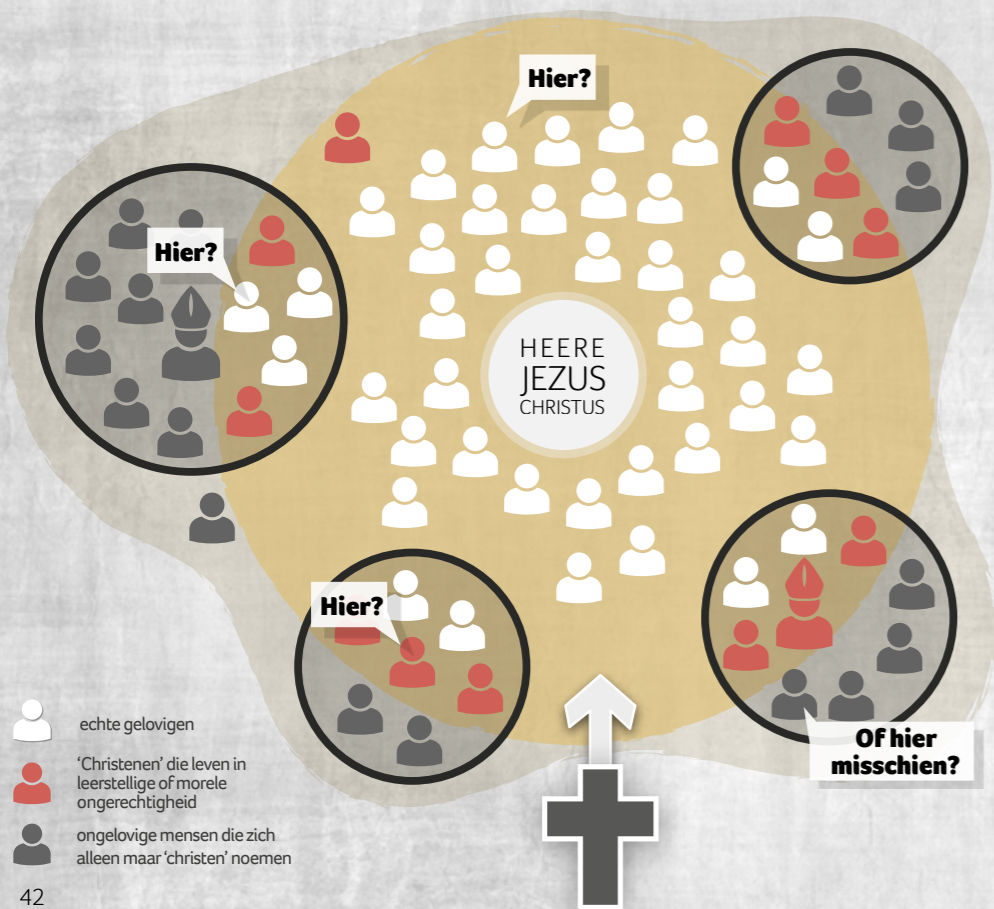 Hier?
Hier?
HEERE
JEZUS
CHRISTUS
Hier?
Of hier
misschien?
echte gelovigen
'Christenen' die leven in
leerstellige of morele
ongerechtigheid
ongelovige mensen die zich
alleen maar 'christen' noemen
42